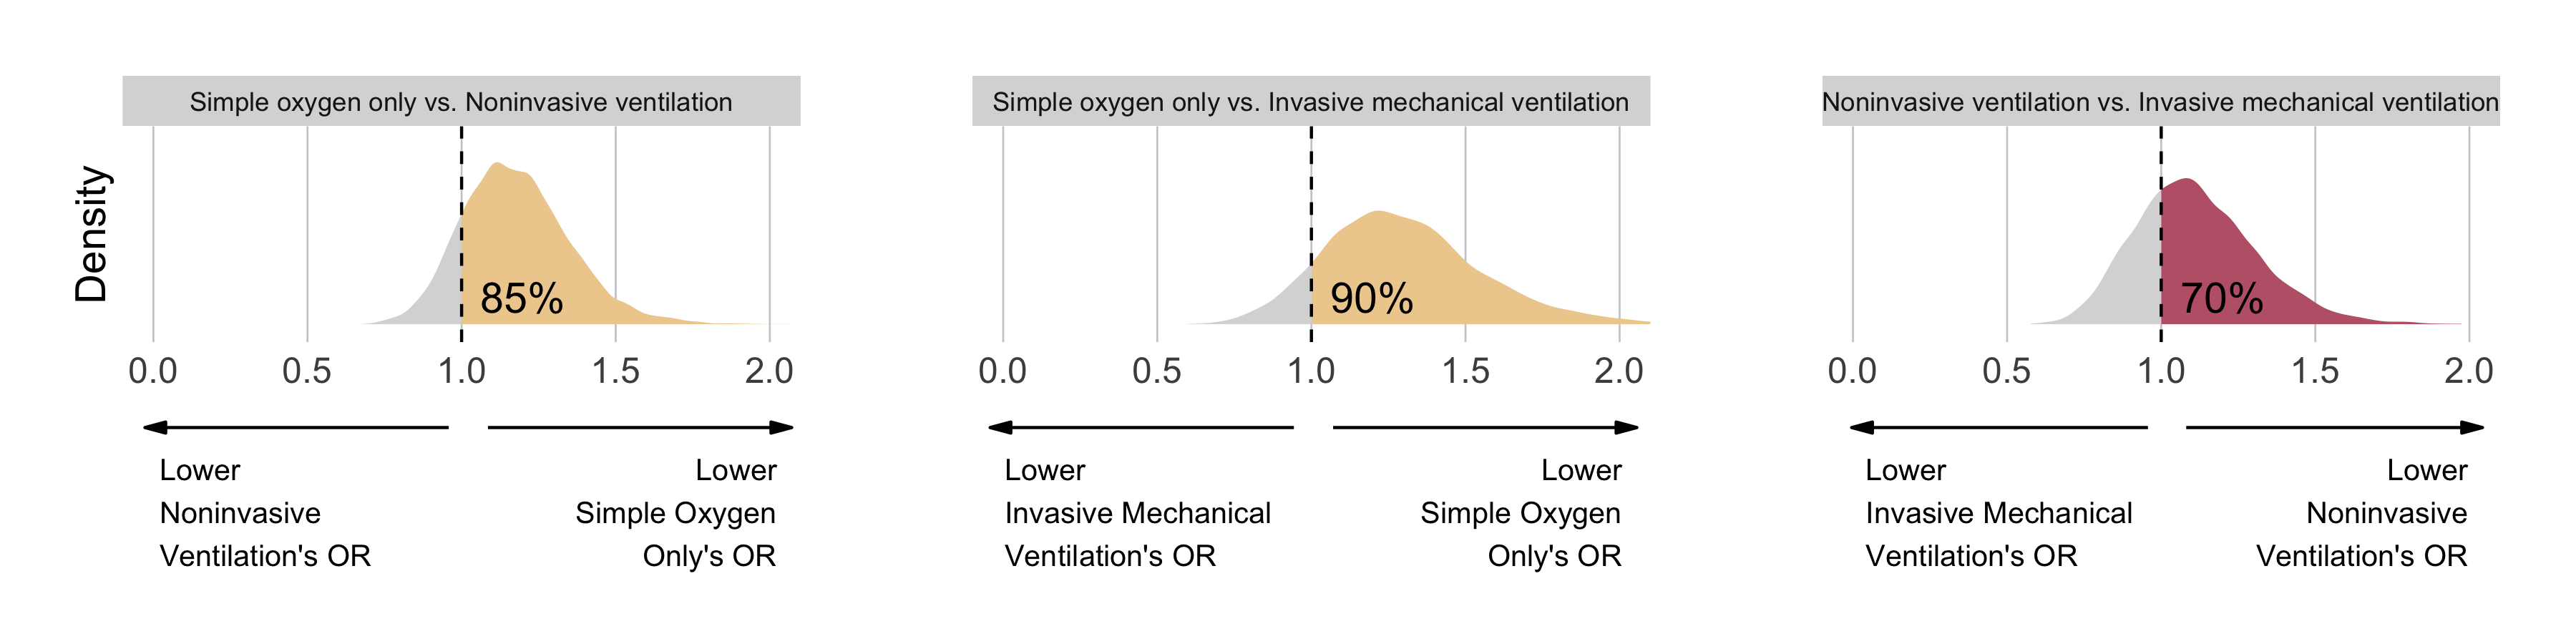 Simple oxygen only vs. Noninvasive ventilation
Simple oxygen only vs. Invasive mechanical ventilation
Noninvasive ventilation vs. Invasive mechanical ventilation
Density
85%
90%
70%
0.0 0.5 1.0 1.5 2.0
0.0 0.5 1.0 1.5 2.0
0.0 0.5 1.0 1.5 2.0
Lower
Noninvasive
Ventilation's OR
Lower
Simple Oxygen
Only's OR
Lower
Invasive Mechanical
Ventilation's OR
Lower
Simple Oxygen
Only's OR
Lower
Invasive Mechanical
Ventilation's OR
Lower
Noninvasive
Ventilation's OR